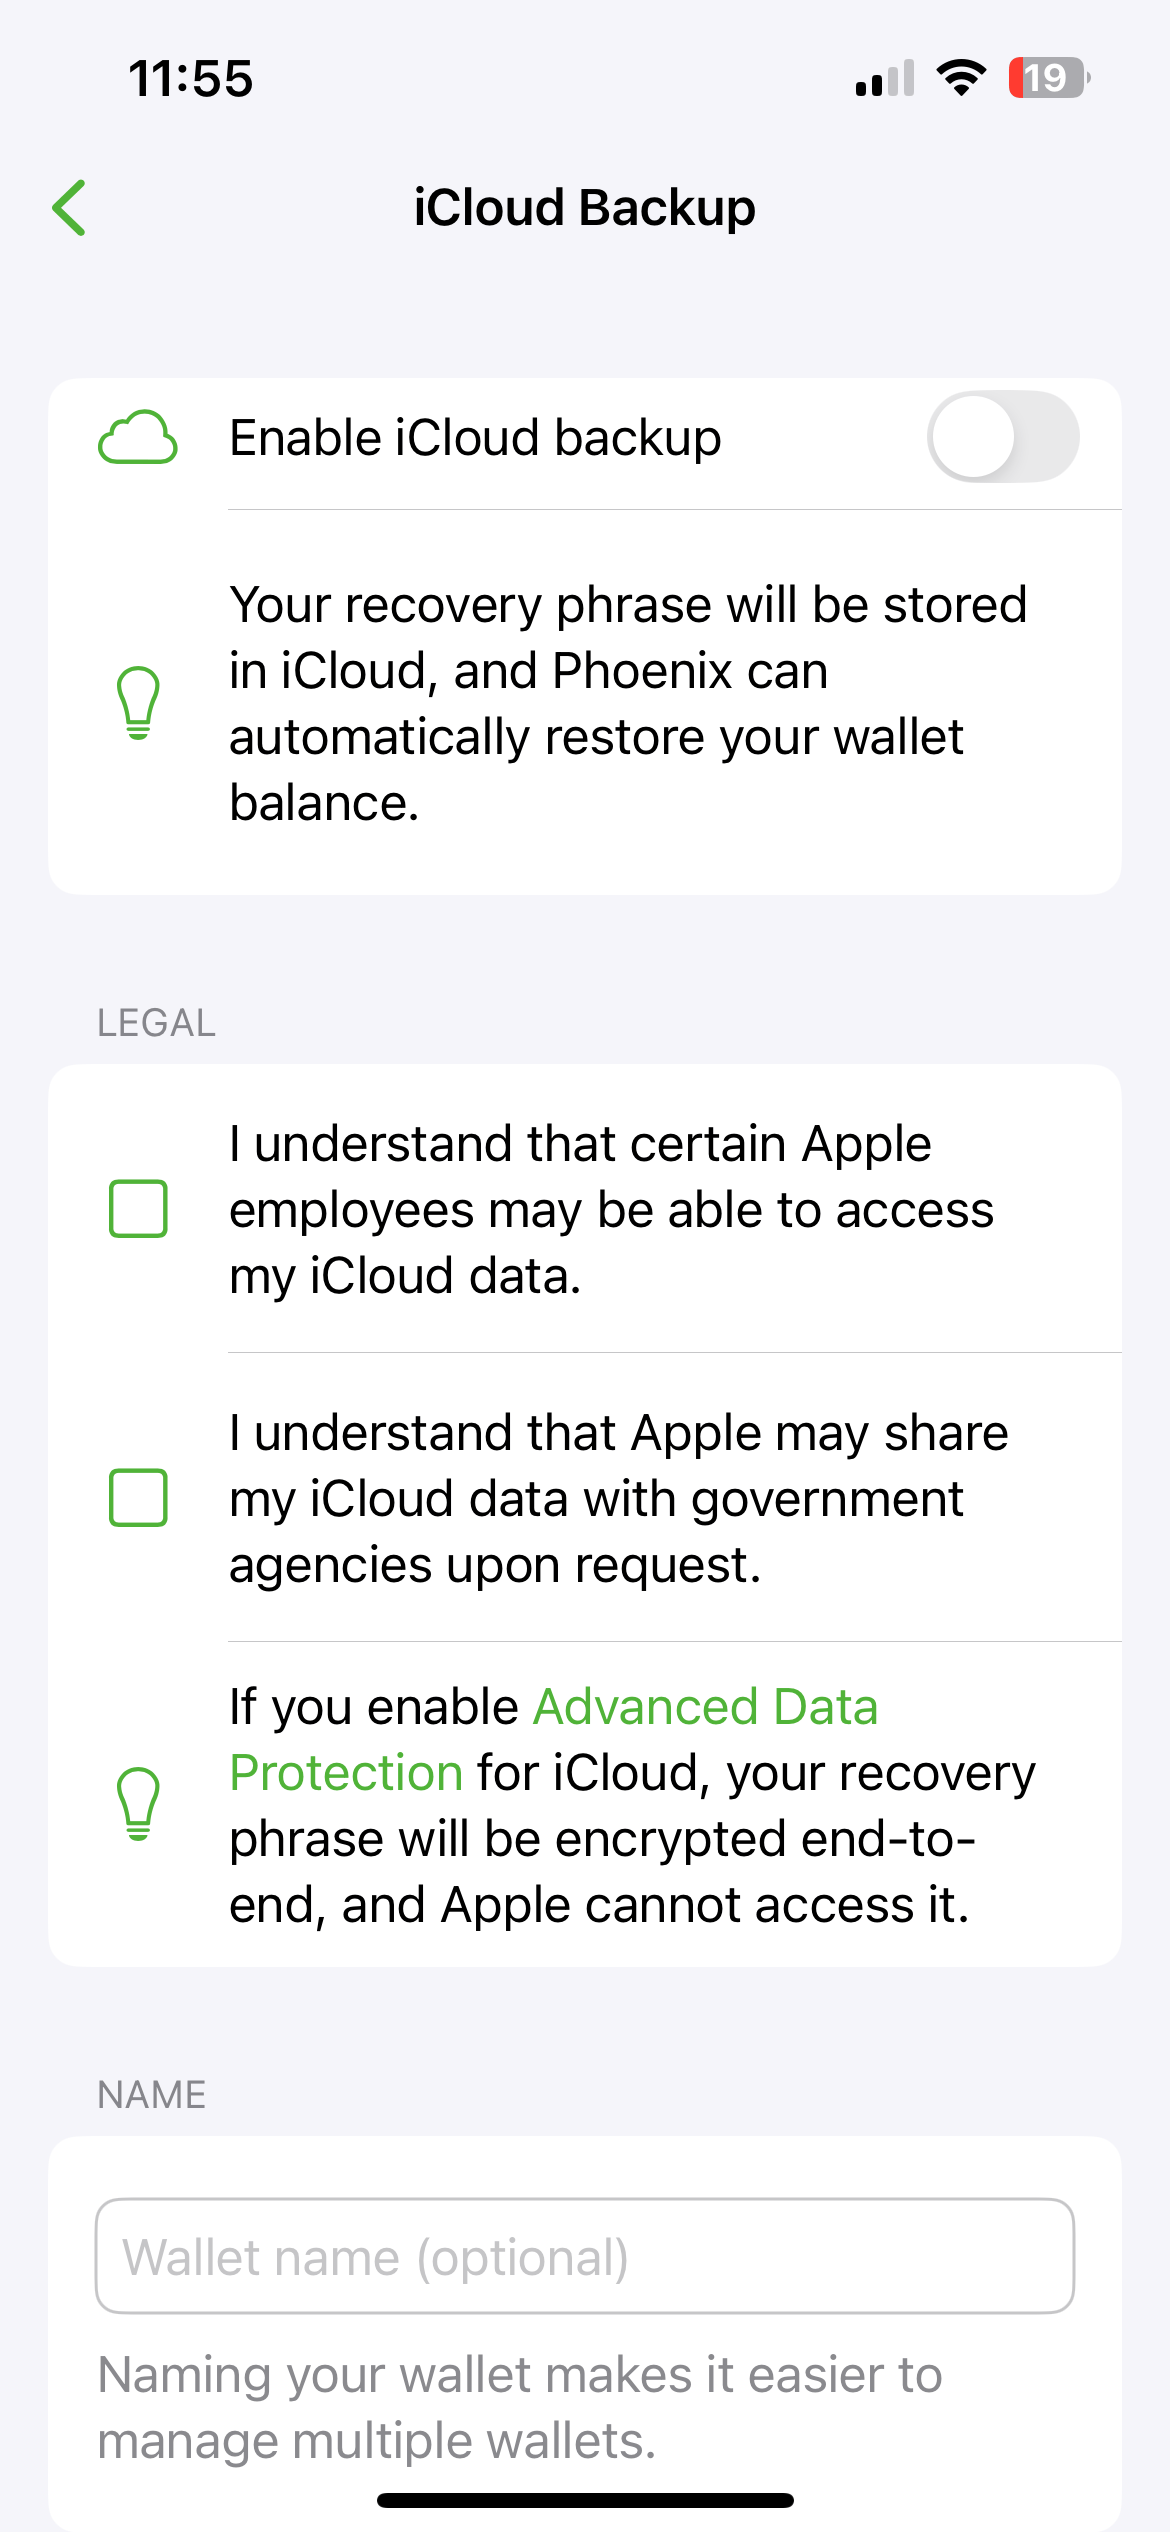 11:55
19
iCloud Backup
Enable iCloud backup
Your recovery phrase will be stored
in iCloud, and Phoenix can
automatically restore your wallet
balance.
LEGAL
I understand that certain Apple
employees may be able to access
my iCloud data.
I understand that Apple may share
my iCloud data with government
agencies upon request.
If you enable Advanced Data
Protection for iCloud, your recovery
phrase will be encrypted end-to-
end, and Apple cannot access it.
NAME
Wallet name (optional)
Naming your wallet makes it easier to
manage multiple wallets.